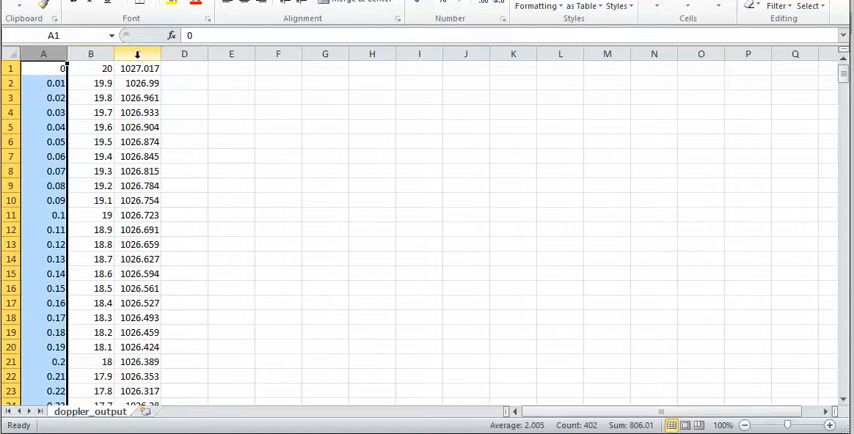 Merge & Center
Formatting as Table Styles
Filter Select
Clipboard Font Alignment Number Styles Cells Editing
A1 fx 0
A B C D E F G H I J K L M N O P Q
1 0 20 1027.017
2 0.01 19.9 1026.99
3 0.02 19.8 1026.961
4 0.03 19.7 1026.933
5 0.04 19.6 1026.904
6 0.05 19.5 1026.874
7 0.06 19.4 1026.845
8 0.07 19.3 1026.815
9 0.08 19.2 1026.784
10 0.09 19.1 1026.754
11 0.1 19 1026.723
12 0.11 18.9 1026.691
13 0.12 18.8 1026.659
14 0.13 18.7 1026.627
15 0.14 18.6 1026.594
16 0.15 18.5 1026.561
17 0.16 18.4 1026.527
18 0.17 18.3 1026.493
19 0.18 18.2 1026.459
20 0.19 18.1 1026.424
21 0.2 18 1026.389
22 0.21 17.9 1026.353
23 0.22 17.8 1026.317
24 0.23 17.7 1026.28
doppler_output
Ready Average: 2.005 Count: 402 Sum: 806.01 100%